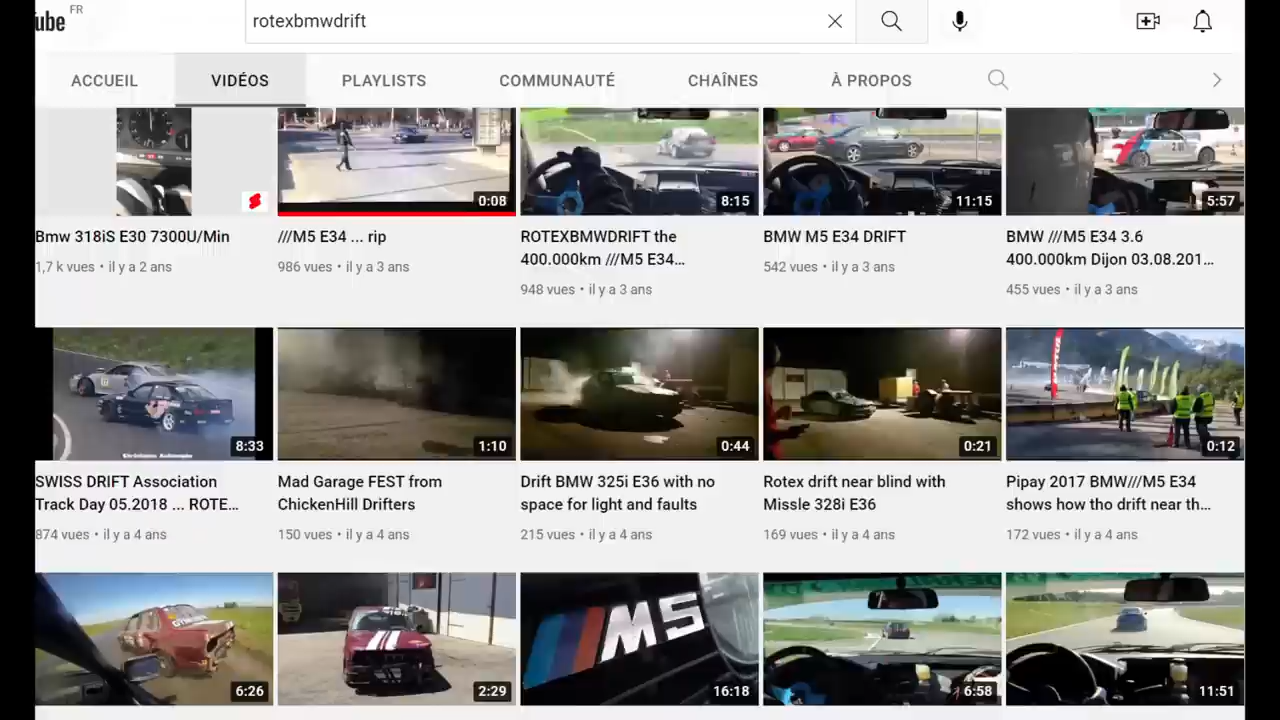 ube FR
rotexbmwdrift
ACCUEIL VIDÉOS PLAYLISTS COMMUNAUTÉ CHAÎNES À PROPOS
0:08 8:15 11:15 5:57
Bmw 318iS E30 7300U/Min
1,7 k vues • il y a 2 ans
///M5 E34 ... rip
986 vues • il y a 3 ans
ROTEXBMWDRIFT the
400.000km ///M5 E34...
948 vues • il y a 3 ans
BMW M5 E34 DRIFT
542 vues • il y a 3 ans
BMW ///M5 E34 3.6
400.000km Dijon 03.08.201...
455 vues • il y a 3 ans
8:33 1:10 0:44 0:21 0:12
SWISS DRIFT Association
Track Day 05.2018 ... ROTE...
874 vues • il y a 4 ans
Mad Garage FEST from
ChickenHill Drifters
150 vues • il y a 4 ans
Drift BMW 325i E36 with no
space for light and faults
215 vues • il y a 4 ans
Rotex drift near blind with
Missle 328i E36
169 vues • il y a 4 ans
Pipay 2017 BMW///M5 E34
shows how tho drift near th...
172 vues • il y a 4 ans
M5
6:26 2:29 16:18 6:58 11:51